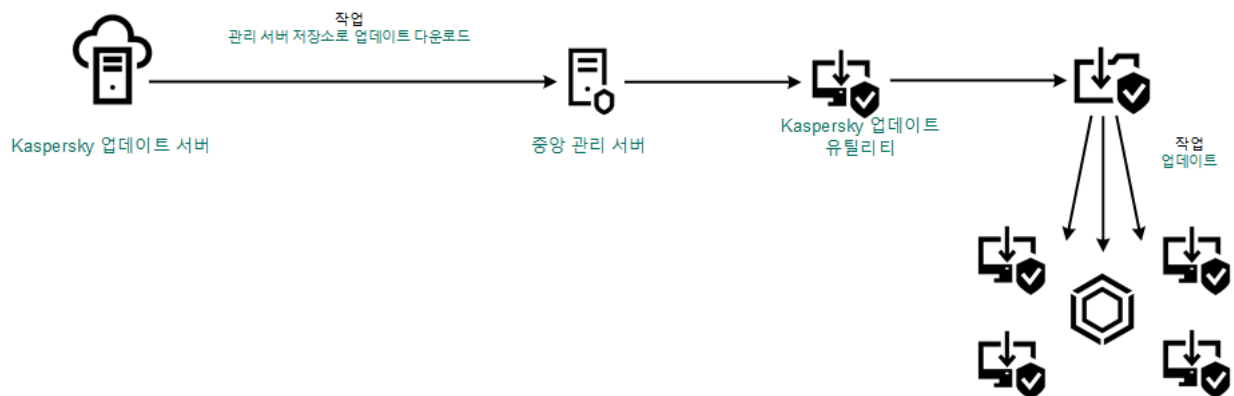 작업
관리 서버 저장소로 업데이트 다운로드
Kaspersky 업데이트 서버
중앙 관리 서버
Kaspersky 업데이트
유틸리티
작업
업데이트